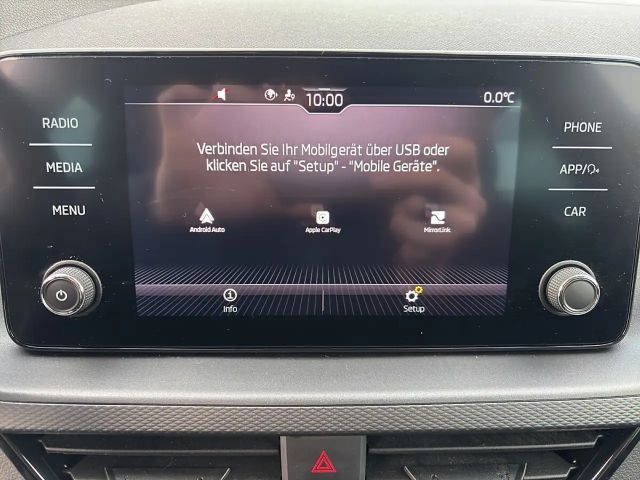 10:00
0.0°C
RADIO
MEDIA
MENU
Verbinden Sie Ihr Mobilgerät über USB oder
klicken Sie auf "Setup" - "Mobile Geräte".
Android Auto
Apple CarPlay
MirrorLink
Info
Setup
PHONE
APP/
CAR